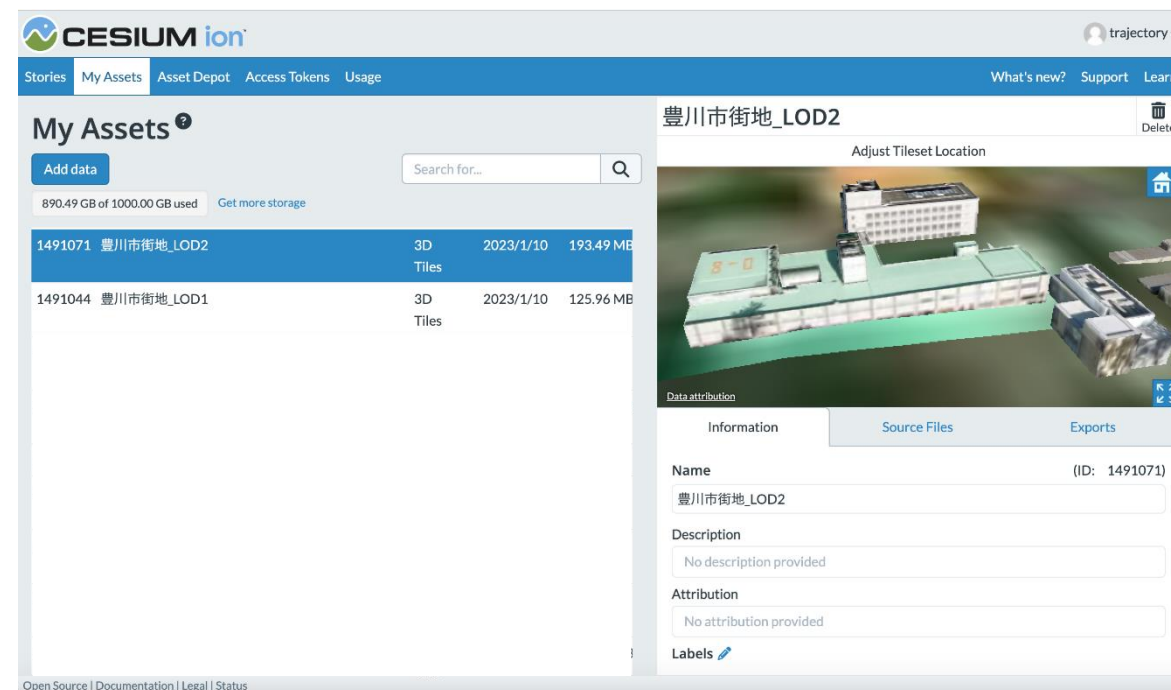 CESIUM ion
trajectory
Stories My Assets Asset Depot Access Tokens Usage What's new? Support Lear
My Assets ?
Add data
Search for...
890.49 GB of 1000.00 GB used Get more storage
1491071 豊川市街地_LOD2 3D Tiles 2023/1/10 193.49 MB
1491044 豊川市街地_LOD1 3D Tiles 2023/1/10 125.96 MB
豊川市街地_LOD2
Delete
Adjust Tileset Location
8-0
Data attribution
Information Source Files Exports
Name (ID: 1491071)
豊川市街地_LOD2
Description
No description provided
Attribution
No attribution provided
Labels
Open Source | Documentation | Legal | Status